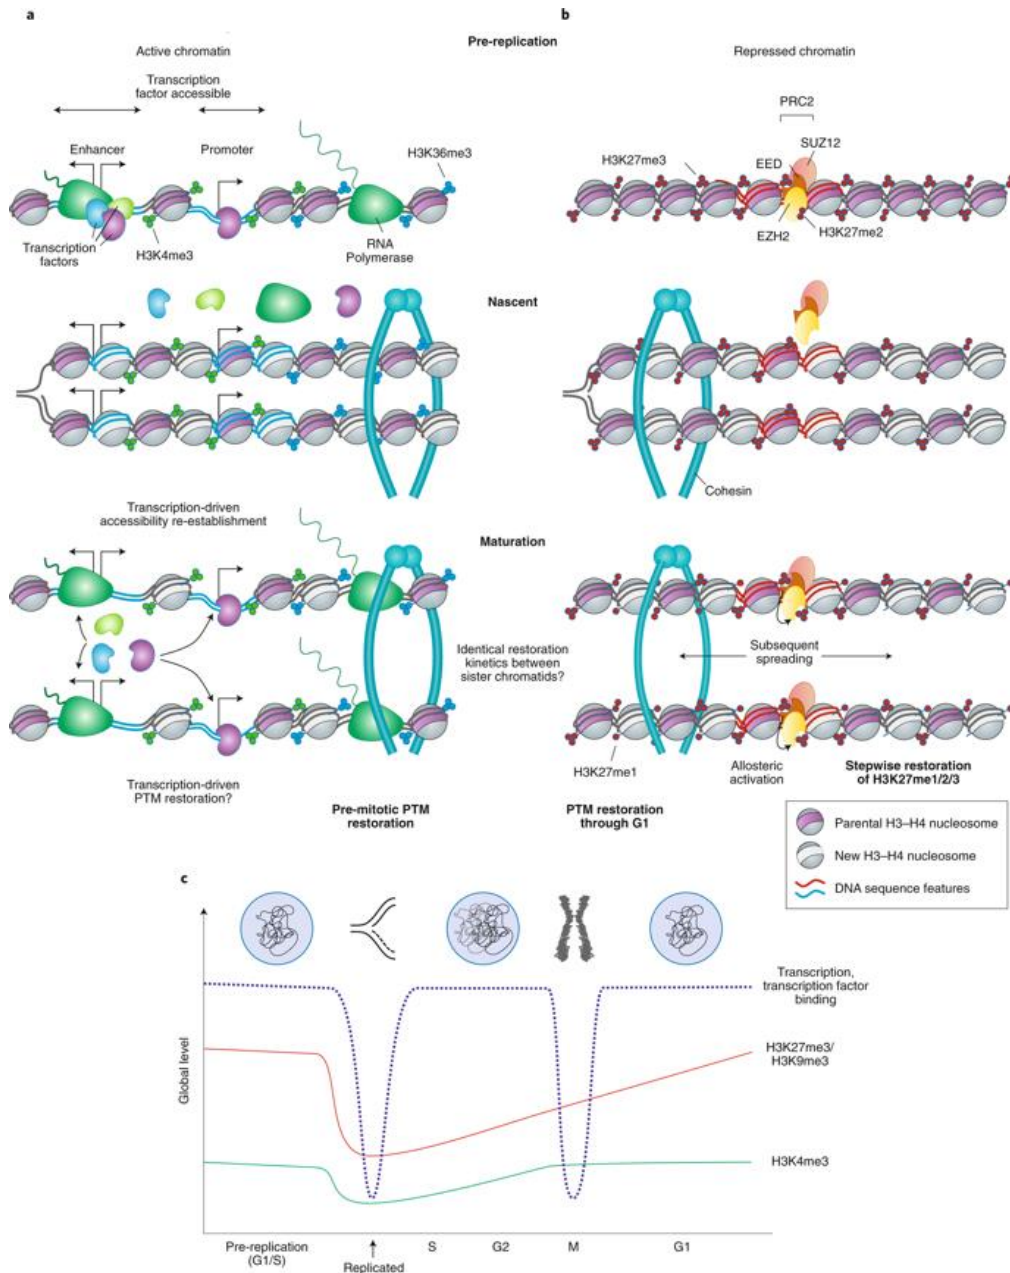 a
b
Pre-replication
Active chromatin
Repressed chromatin
Transcription
factor accessible
PRC2
SUZ12
Enhancer
Promoter
H3K36me3
H3K27me3
EED
Transcription
factors
H3K4me3
RNA
Polymerase
EZH2
H3K27me2
Nascent
Cohesin
Transcription-driven
accessibility re-establishment
Maturation
Identical restoration
kinetics between
sister chromatids?
Subsequent
spreading
H3K27me1
Allosteric
activation
Stepwise restoration
of H3K27me1/2/3
Transcription-driven
PTM restoration?
Pre-mitotic PTM
restoration
PTM restoration
through G1
Parental H3–H4 nucleosome
New H3–H4 nucleosome
DNA sequence features
c
Global level
Transcription,
transcription factor
binding
H3K27me3/
H3K9me3
H3K4me3
Pre-replication
(G1/S)
Replicated
S
G2
M
G1